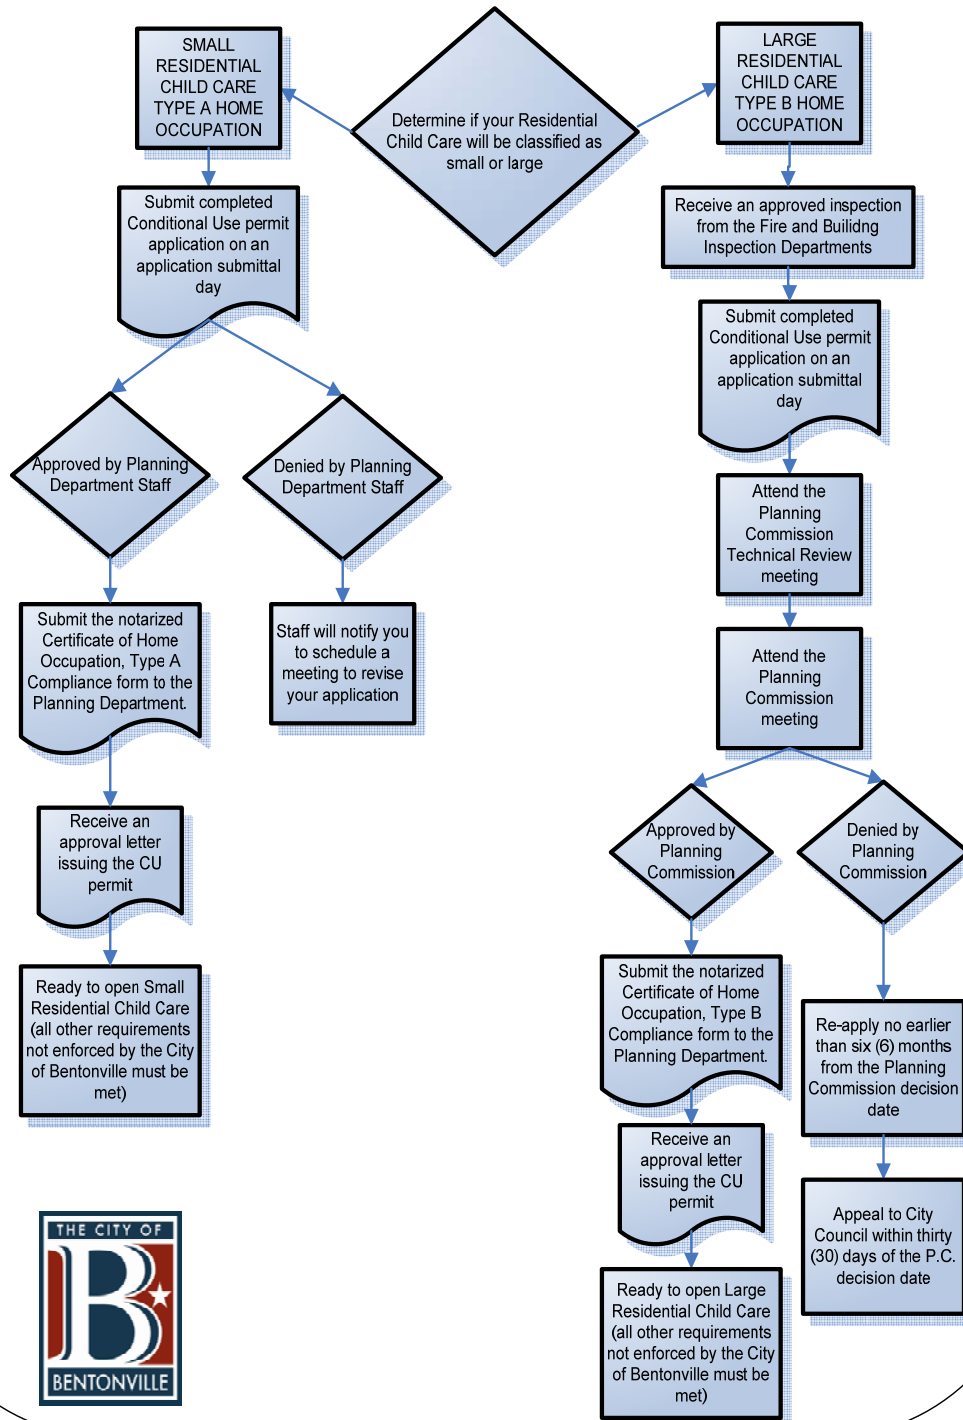 SMALL
RESIDENTIAL
CHILD CARE
TYPE A HOME
OCCUPATION
Determine if your Residential
Child Care will be classified as
small or large
LARGE
RESIDENTIAL
CHILD CARE
TYPE B HOME
OCCUPATION
Submit completed
Conditional Use permit
application on an
application submittal
day
Receive an approved inspection
from the Fire and Builidng
Inspection Departments
Submit completed
Conditional Use permit
application on an
application submittal
day
Approved by Planning
Department Staff
Denied by Planning
Department Staff
Attend the
Planning
Commission
Technical Review
meeting
Submit the notarized
Certificate of Home
Occupation, Type A
Compliance form to the
Planning Department.
Staff will notify you
to schedule a
meeting to revise
your application
Attend the
Planning
Commission
meeting
Receive an
approval letter
issuing the CU
permit
Approved by
Planning
Commission
Denied by
Planning
Commission
Ready to open Small
Residential Child Care
(all other requirements
not enforced by the City
of Bentonville must be
met)
Submit the notarized
Certificate of Home
Occupation, Type B
Compliance form to the
Planning Department.
Re-apply no earlier
than six (6) months
from the Planning
Commission decision
date
Receive an
approval letter
issuing the CU
permit
Appeal to City
Council within thirty
(30) days of the P.C.
decision date
Ready to open Large
Residential Child Care
(all other requirements
not enforced by the City
of Bentonville must be
met)
THE CITY OF
B
BENTONVILLE